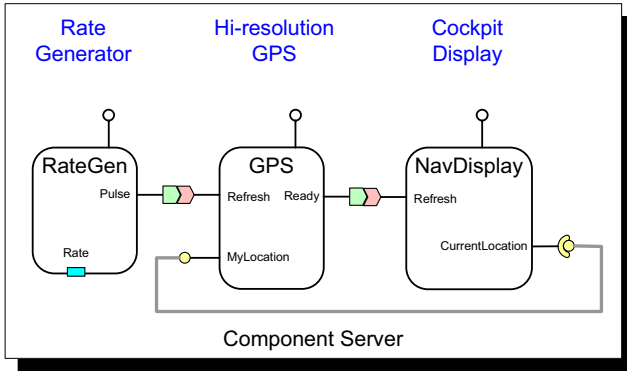 Rate
Generator
Hi-resolution
GPS
Cockpit
Display
RateGen
GPS
NavDisplay
Pulse
Refresh
Ready
Refresh
Rate
MyLocation
CurrentLocation
Component Server